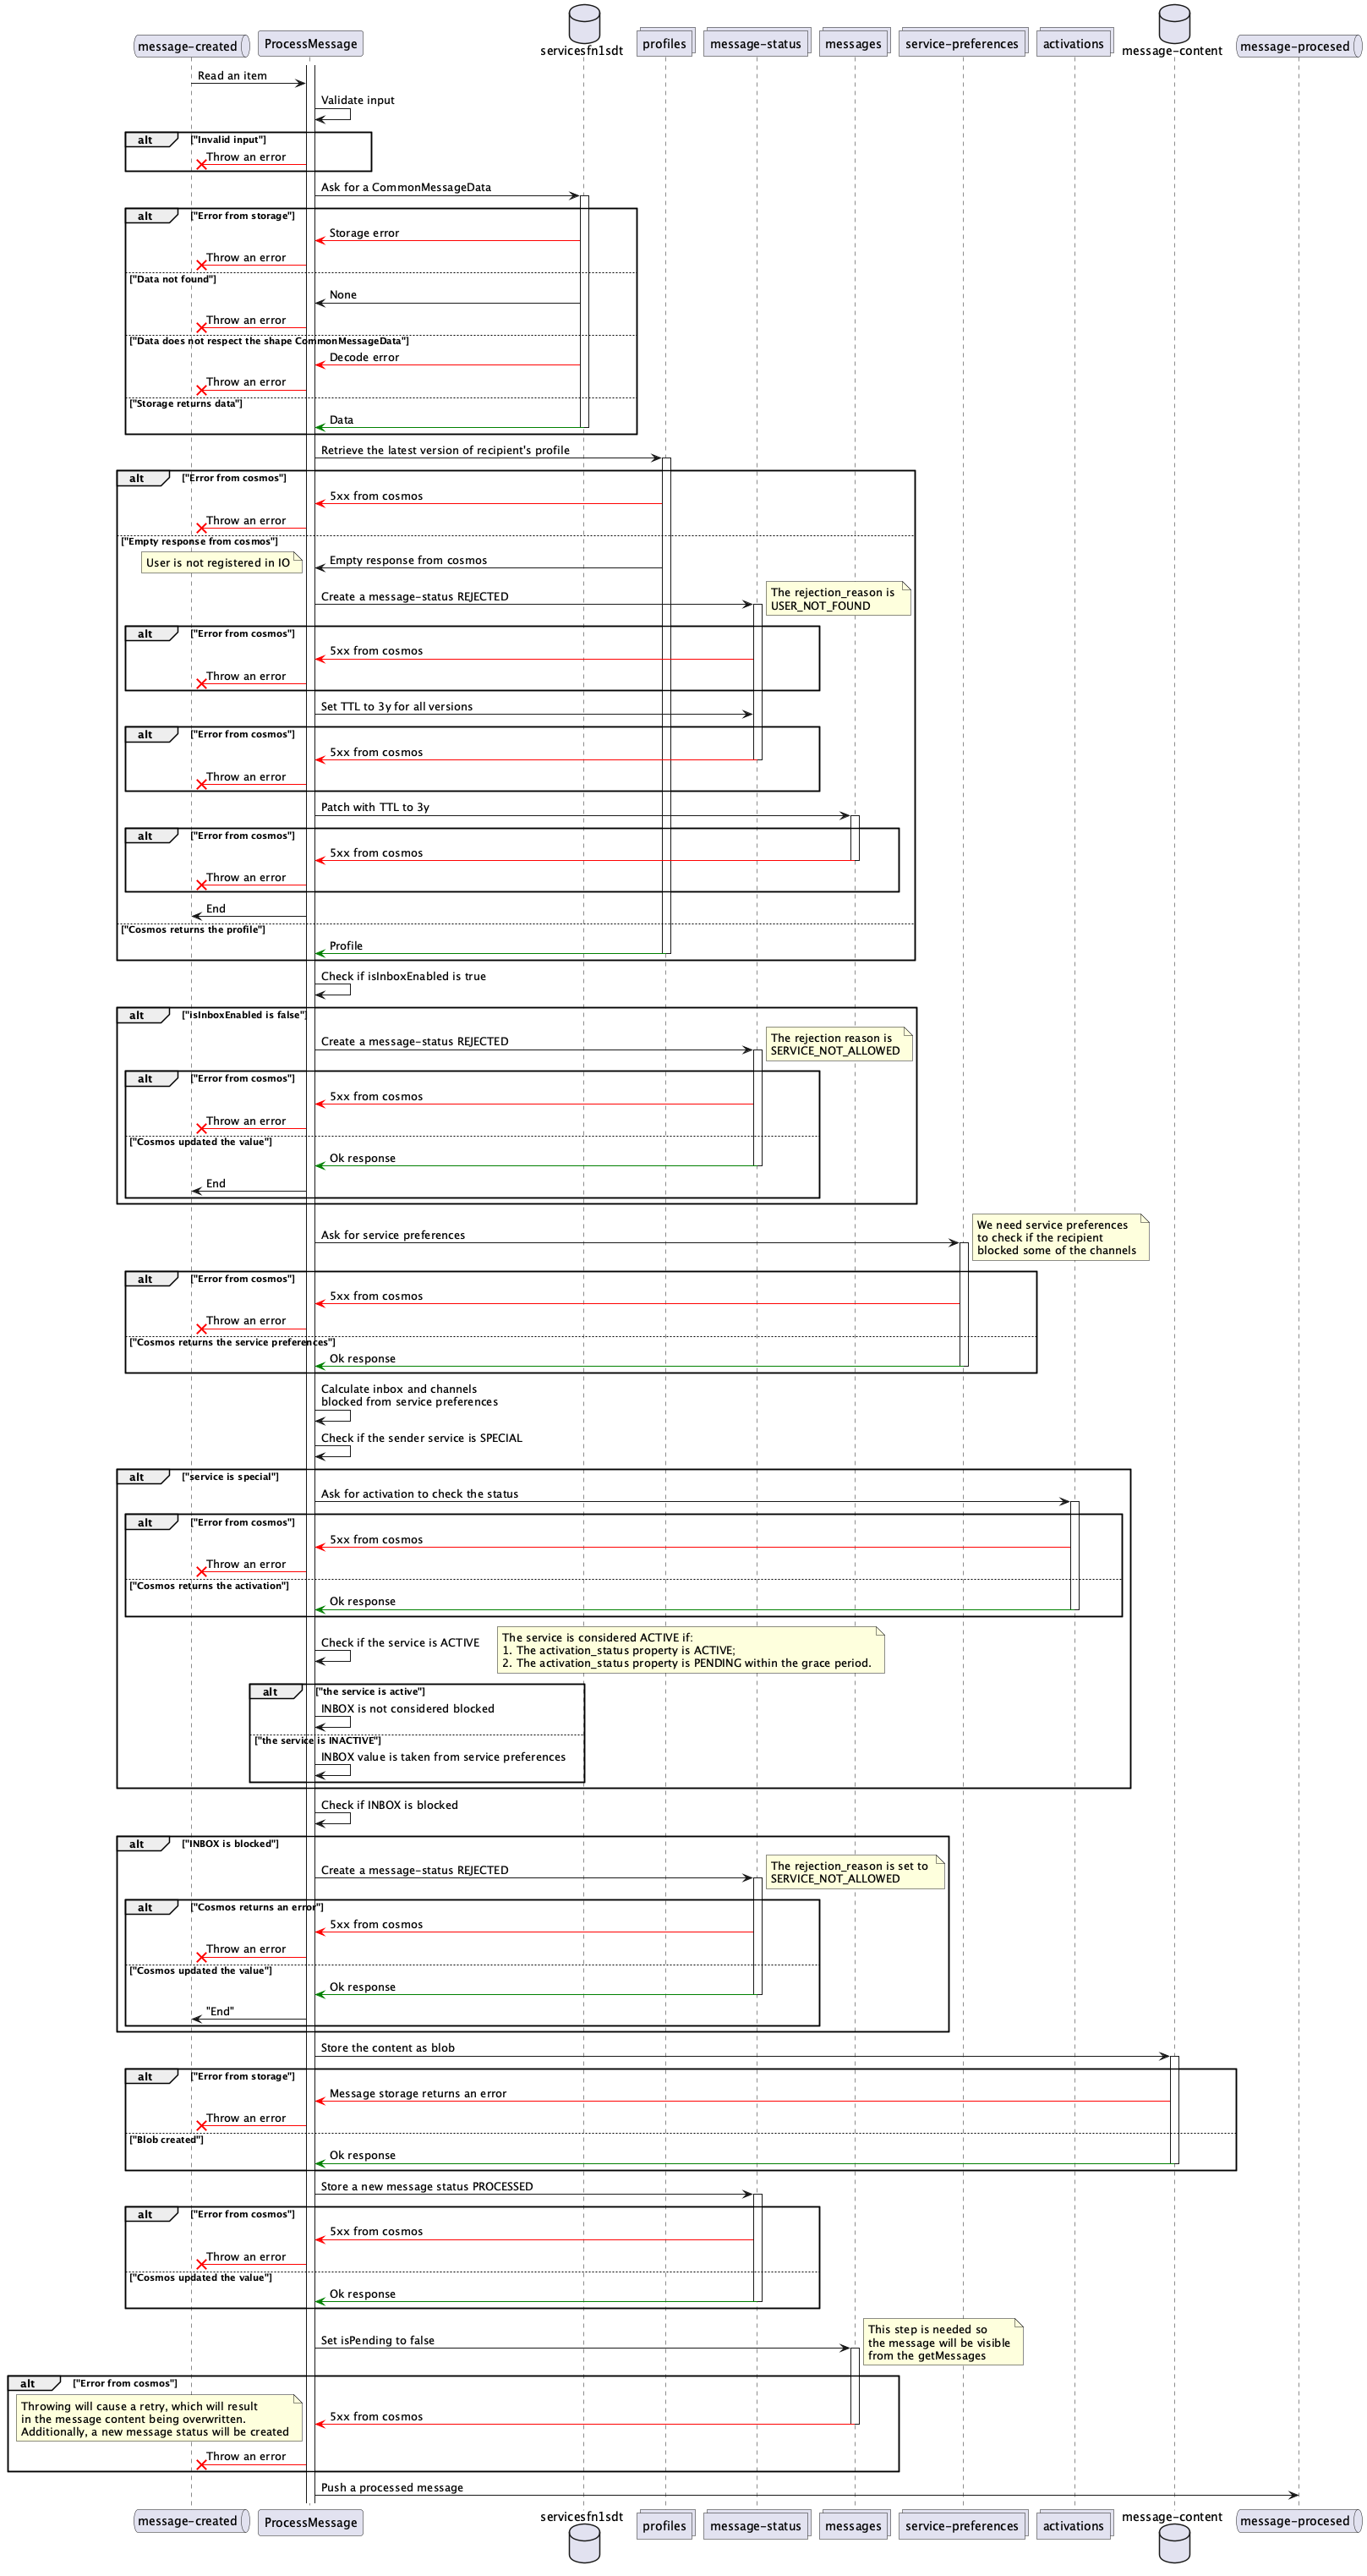 message-created
ProcessMessage
servicesfn1sdt
profiles
message-status
messages
service-preferences
activations
message-content
message-procesed
Read an item
Validate input
alt
["Invalid input"]
Throw an error
Ask for a CommonMessageData
alt
["Error from storage"]
Storage error
Throw an error
["Data not found"]
None
Throw an error
["Data does not respect the shape CommonMessageData"]
Decode error
Throw an error
["Storage returns data"]
Data
Retrieve the latest version of recipient's profile
alt
["Error from cosmos"]
5xx from cosmos
Throw an error
["Empty response from cosmos"]
User is not registered in IO
Empty response from cosmos
Create a message-status REJECTED
The rejection_reason is
USER_NOT_FOUND
alt
["Error from cosmos"]
5xx from cosmos
Throw an error
Set TTL to 3y for all versions
alt
["Error from cosmos"]
5xx from cosmos
Throw an error
Patch with TTL to 3y
alt
["Error from cosmos"]
5xx from cosmos
Throw an error
End
["Cosmos returns the profile"]
Profile
Check if isInboxEnabled is true
alt
["isInboxEnabled is false"]
Create a message-status REJECTED
The rejection reason is
SERVICE_NOT_ALLOWED
alt
["Error from cosmos"]
5xx from cosmos
Throw an error
["Cosmos updated the value"]
Ok response
End
Ask for service preferences
We need service preferences
to check if the recipient
blocked some of the channels
alt
["Error from cosmos"]
5xx from cosmos
Throw an error
["Cosmos returns the service preferences"]
Ok response
Calculate inbox and channels
blocked from service preferences
Check if the sender service is SPECIAL
alt
["service is special"]
Ask for activation to check the status
alt
["Error from cosmos"]
5xx from cosmos
Throw an error
["Cosmos returns the activation"]
Ok response
Check if the service is ACTIVE
The service is considered ACTIVE if:
1. The activation_status property is ACTIVE;
2. The activation_status property is PENDING within the grace period.
alt
["the service is active"]
INBOX is not considered blocked
["the service is INACTIVE"]
INBOX value is taken from service preferences
Check if INBOX is blocked
alt
["INBOX is blocked"]
Create a message-status REJECTED
The rejection_reason is set to
SERVICE_NOT_ALLOWED
alt
["Cosmos returns an error"]
5xx from cosmos
Throw an error
["Cosmos updated the value"]
Ok response
"End"
Store the content as blob
alt
["Error from storage"]
Message storage returns an error
Throw an error
["Blob created"]
Ok response
Store a new message status PROCESSED
alt
["Error from cosmos"]
5xx from cosmos
Throw an error
["Cosmos updated the value"]
Ok response
Set isPending to false
This step is needed so
the message will be visible
from the getMessages
alt
["Error from cosmos"]
Throwing will cause a retry, which will result
in the message content being overwritten.
Additionally, a new message status will be created
5xx from cosmos
Throw an error
Push a processed message
message-created
ProcessMessage
servicesfn1sdt
profiles
message-status
messages
service-preferences
activations
message-content
message-procesed